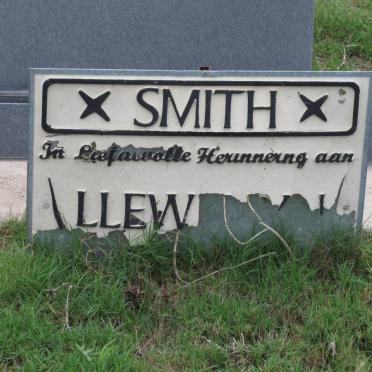 SMITH
In Liefdevolle Herinnering aan
LLEW